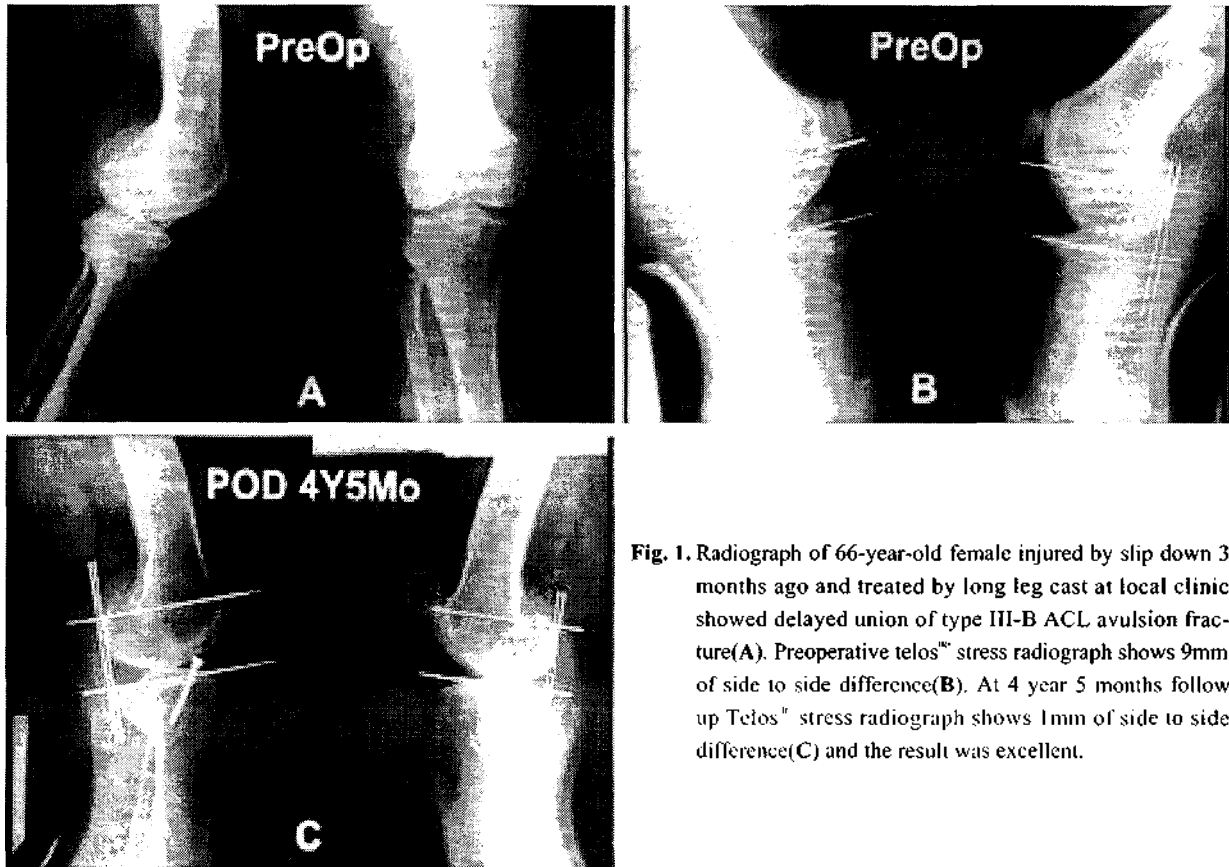 PreOp
PreOp
A
B
POD 4Y5Mo
C
Fig. 1. Radiograph of 66-year-old female injured by slip down 3
months ago and treated by long leg cast at local clinic
showed delayed union of type III-B ACL avulsion frac-
ture(A). Preoperative telos™ stress radiograph shows 9mm
of side to side difference(B). At 4 year 5 months follow
up Telos™ stress radiograph shows 1mm of side to side
difference(C) and the result was excellent.